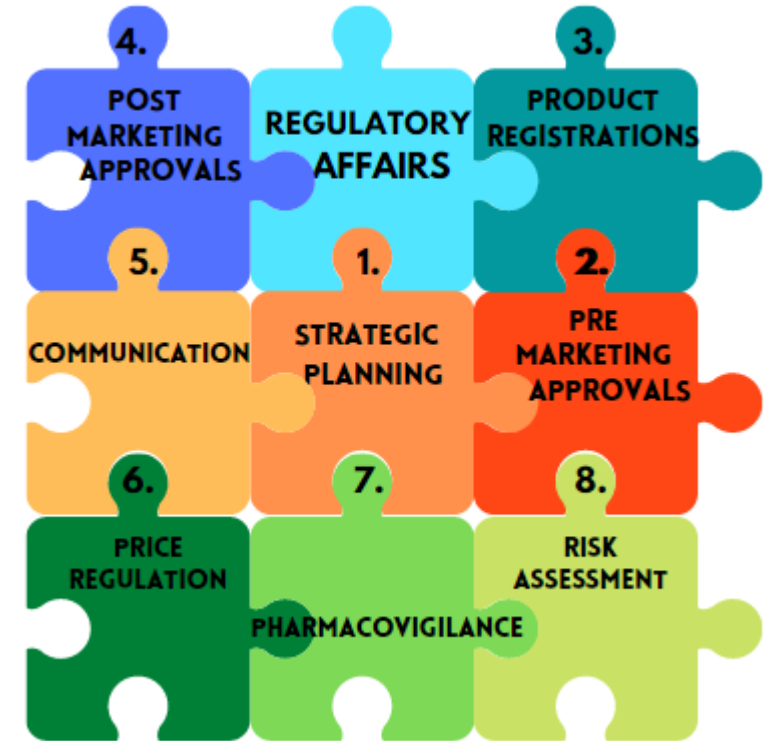 4.
POST
MARKETING
APPROVALS
REGULATORY
AFFAIRS
3.
PRODUCT
REGISTRATIONS
5.
COMMUNICATION
1.
STRATEGIC
PLANNING
2.
PRE
MARKETING
APPROVALS
6.
PRICE
REGULATION
7.
PHARMACOVIGILANCE
8.
RISK
ASSESSMENT